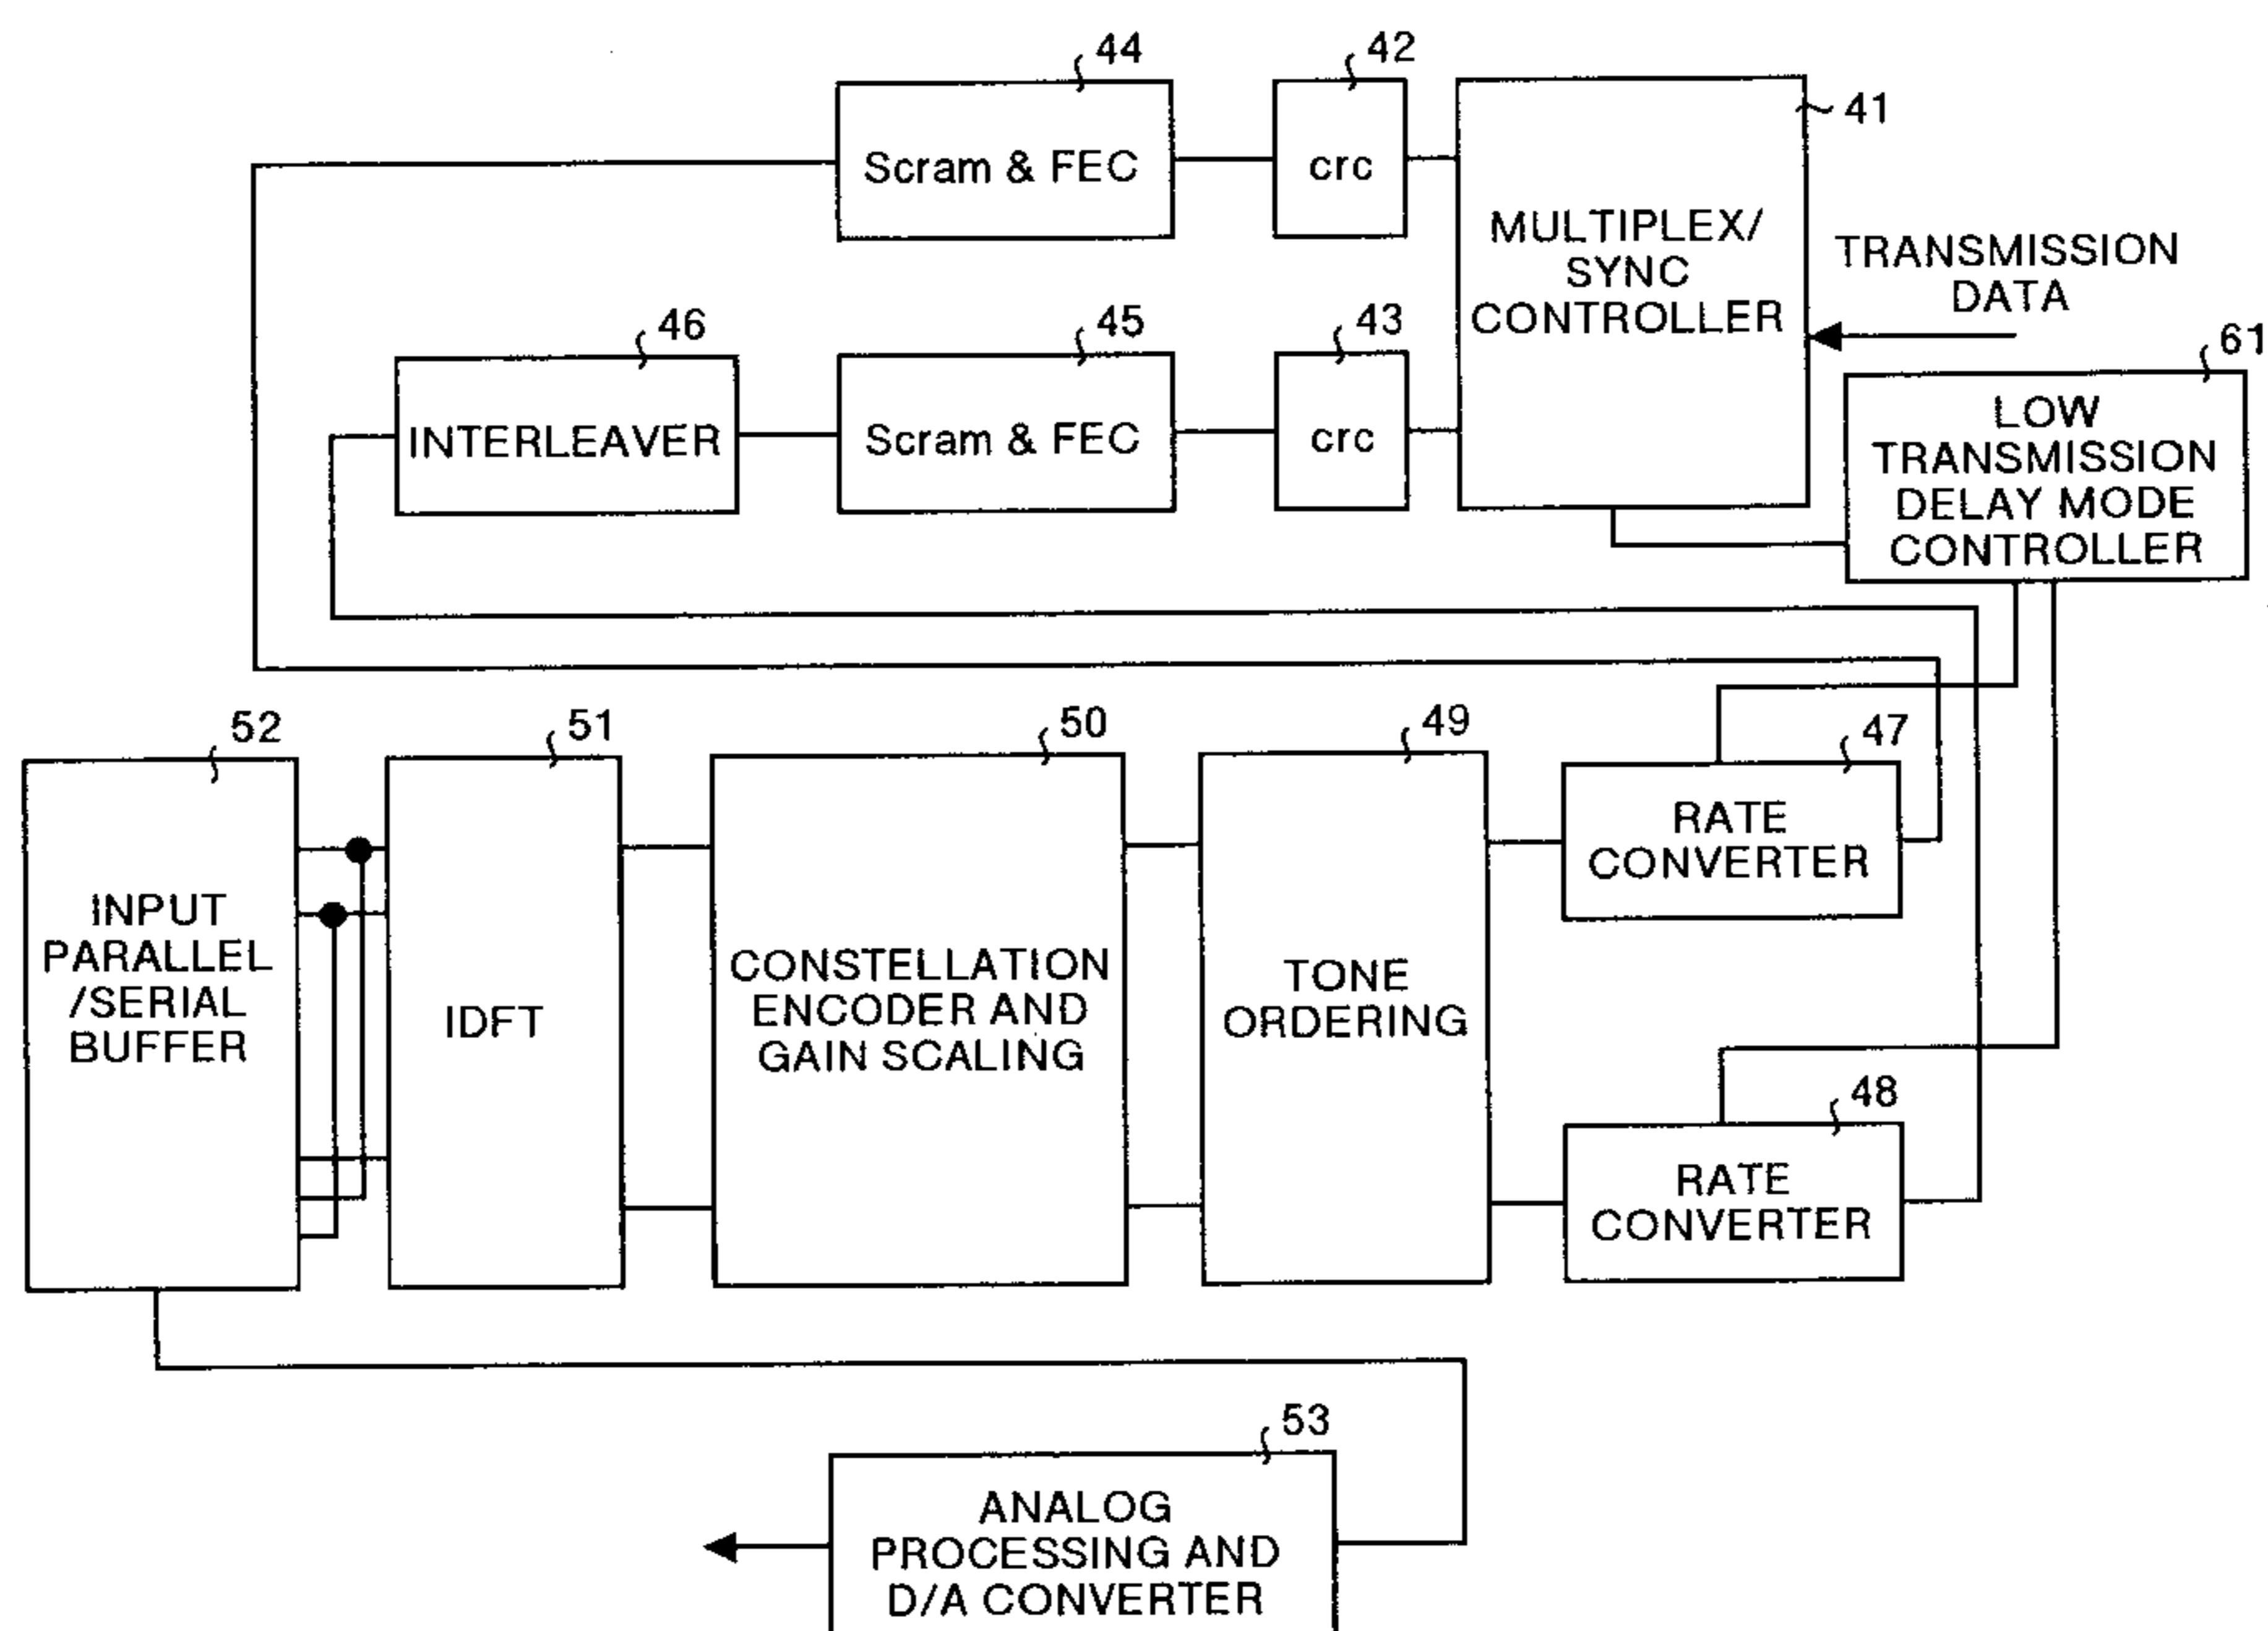 44
42
41
Scram & FEC
crc
MULTIPLEX/
SYNC
CONTROLLER
TRANSMISSION
DATA
46
45
43
61
INTERLEAVER
Scram & FEC
crc
LOW
TRANSMISSION
DELAY MODE
CONTROLLER
52
51
50
49
47
INPUT
PARALLEL
/SERIAL
BUFFER
IDFT
CONSTELLATION
ENCODER AND
GAIN SCALING
TONE
ORDERING
RATE
CONVERTER
48
RATE
CONVERTER
53
ANALOG
PROCESSING AND
D/A CONVERTER